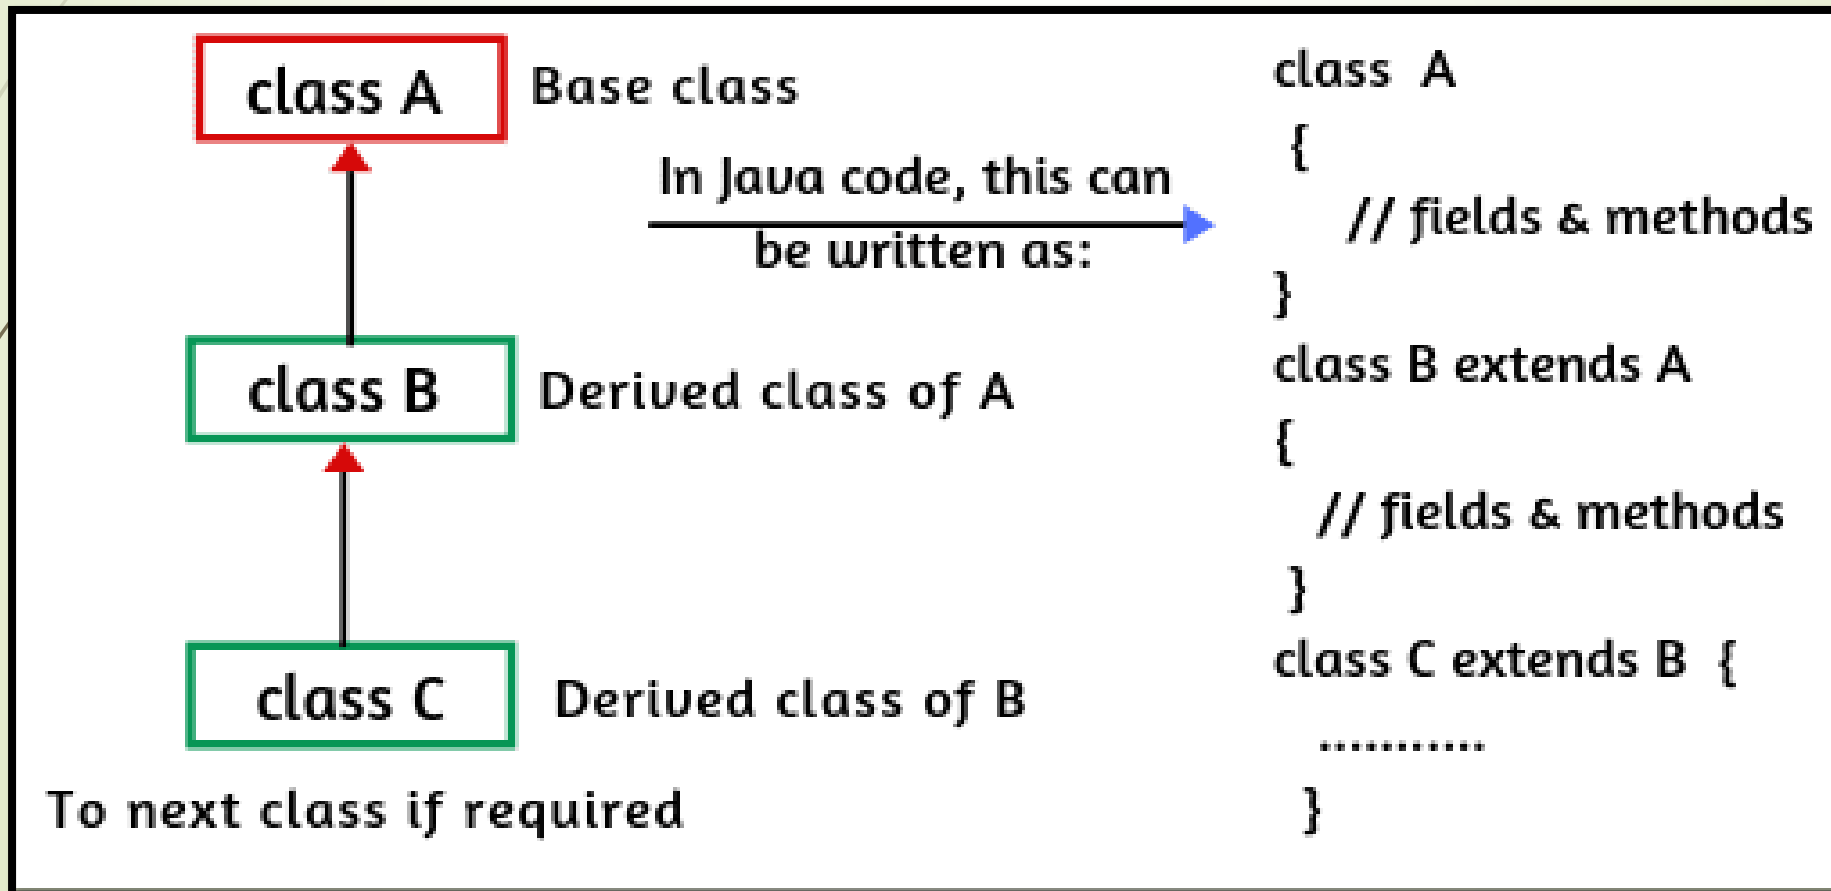 class A
Base class
In Java code, this can
be written as:
class B
Derived class of A
class C
Derived class of B
To next class if required
class A
{
// fields & methods
}
class B extends A
{
// fields & methods
}
class C extends B {
...........
}